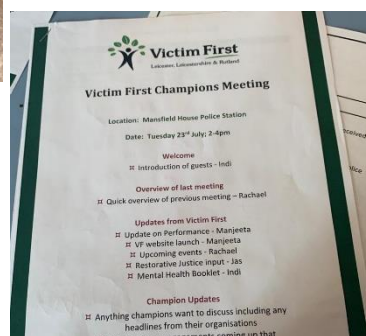 Victim First
Leicester, Leicestershire & Rutland
Victim First Champions Meeting
Location: Mansfield House Police Station
Date: Tuesday 23rd July; 2-4pm
Welcome
¤ Introduction of guests - Indi
Overview of last meeting
¤ Quick overview of previous meeting – Rachael
Updates from Victim First
¤ Update on Performance - Manjeeta
¤ VF website launch - Manjeeta
¤ Upcoming events - Rachael
¤ Restorative Justice input - Jas
¤ Mental Health Booklet - Indi
Champion Updates
¤ Anything champions want to discuss including any
headlines from their organisations
coming up that